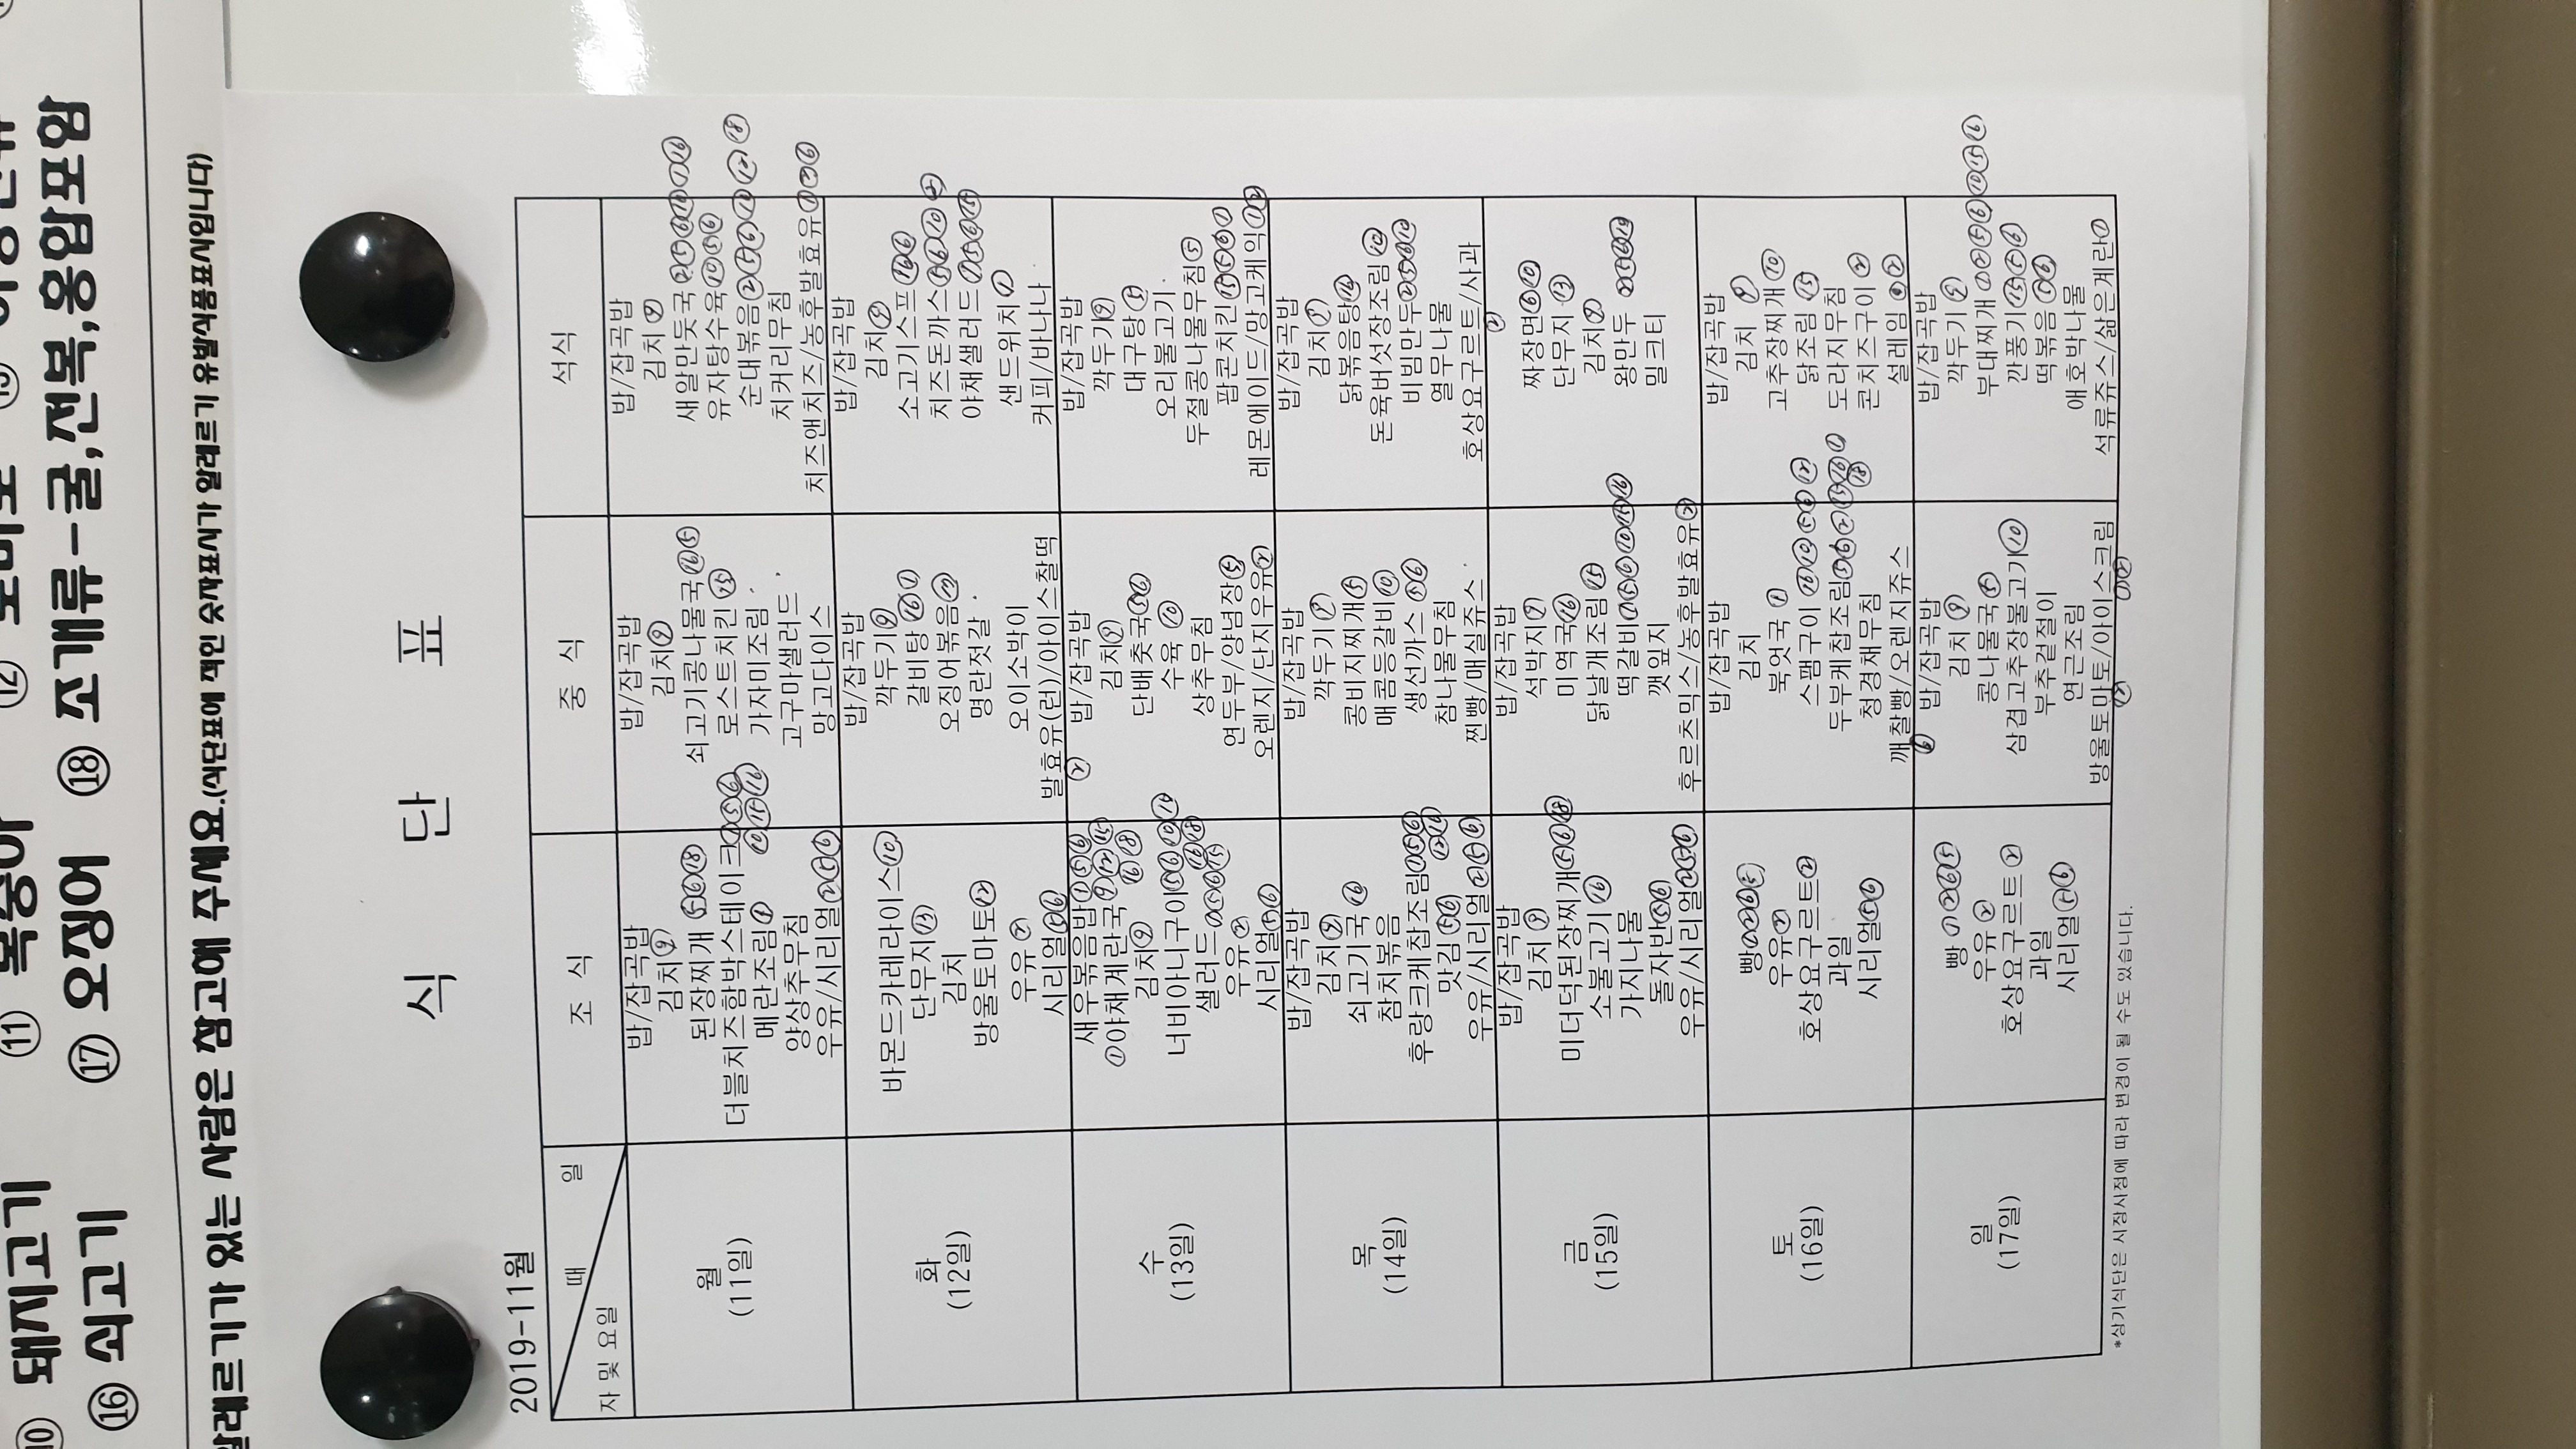 ⑩ 돼지고기 ⑪ 복숭아 ⑫
⑯ 쇠고기 ⑰ 오징어 ⑱ 조개류-굴,전복,홍합포함
알레르기가 있는 사람은 참고해 주세요.(식단표에 적인 숫자표시가 알레르기 유발식품표시입니다)
식 단 표
2019-11월
때 일
자 및 요일
조 식
중 식
석식
월
(11일)
밥/잡곡밥
김치⑨
된장찌개 ⑤⑥⑱
더블치즈함박스테이크①⑤⑥
⑩⑮⑯
메란조림①
양상추무침
우유/시리얼②⑤⑥
밥/잡곡밥
김치⑨
쇠고기콩나물국⑯⑤
로스트치킨⑮
가자미조림
고구마샐러드
망고다이스
밥/잡곡밥
김치⑨
새알만둣국②⑤⑥⑩①⑯
유자탕수육⑩⑤⑥
순대볶음②⑤⑥⑩⑫⑱
치커리무침
치즈앤치즈/농후발효유①②⑥
화
(12일)
바몬드카레라이스⑩
단무지⑬
김치
방울토마토⑫
우유②
시리얼⑤⑥
밥/잡곡밥
깍두기⑨
갈비탕⑯①
오징어볶음⑰
명란젓갈
오이소박이
발효유(런)/아이스찰떡
②
밥/잡곡밥
김치⑨
소고기스프⑯⑥
치즈돈까스⑤⑥⑩②
야채샐러드①⑤⑥⑮
샌드위치①
커피/바나나
수
(13일)
새우볶음밥①⑤⑥
⑨⑫⑮
⑯⑱
①야채계란국
김치⑨
너비아니구이⑤⑥⑩⑮
⑯⑱
샐러드①⑤⑥⑮
우유②
시리얼⑤⑥
밥/잡곡밥
김치⑨
단배춧국⑤⑥
수육⑩
상추무침
연두부/양념장⑤
오렌지/단지우유②
밥/잡곡밥
깍두기⑨
대구탕⑤
오리불고기
두절콩나물무침⑤
팝콘치킨⑮⑤⑥①
레몬에이드/망고케익①②
목
(14일)
밥/잡곡밥
김치⑨
쇠고기국⑯
참치볶음
후랑크케찹조림①⑤⑥
⑫⑩
맛김⑤⑥
우유/시리얼②⑤⑥
밥/잡곡밥
깍두기⑨
콩비지찌개⑤
매콤등갈비⑩
생선까스⑤⑥
참나물무침
찐빵/매실쥬스
밥/잡곡밥
김치⑨
닭볶음탕⑮
돈육버섯장조림⑩
비빔만두②⑤⑥⑩
열무나물
호상요구르트/사과
②
금
(15일)
밥/잡곡밥
김치⑨
미더덕된장찌개⑤⑥⑱
소불고기⑯
가지나물
돌자반⑤⑥
우유/시리얼②⑤⑥
밥/잡곡밥
석박지⑨
미역국⑯
닭날개조림⑮
떡갈비①⑤⑥⑩⑮⑯
깻잎지
후르츠믹스/농후발효유②
짜장면⑥⑩
단무지⑬
김치⑨
왕만두②⑤⑥⑩
밀크티
토
(16일)
빵①②⑥⑤
우유②
호상요구르트②
과일
시리얼⑤⑥
밥/잡곡밥
김치
북엇국①
스팸구이⑯⑩⑤⑥⑫
두부케찹조림⑤⑥②⑮⑯①
⑱
청경채무침
깨찰빵/오렌지쥬스
⑥
밥/잡곡밥
김치⑨
고추장찌개⑩
닭조림⑮
도라지무침
콘치즈구이②
설레임②
일
(17일)
빵①②⑥⑤
우유②
호상요구르트②
과일
시리얼⑤⑥
밥/잡곡밥
김치⑨
콩나물국⑤
삼겹고추장불고기⑩
부추겉절이
연근조림
방울토마토/아이스크림
⑫ ①②
밥/잡곡밥
깍두기⑨
부대찌개①②⑤⑥⑩⑮⑯
깐풍기⑮⑤⑥
떡볶음⑤⑥
애호박나물
석류쥬스/삶은계란①
*상기식단은 시장시점에 따라 변경이 될 수도 있습니다.